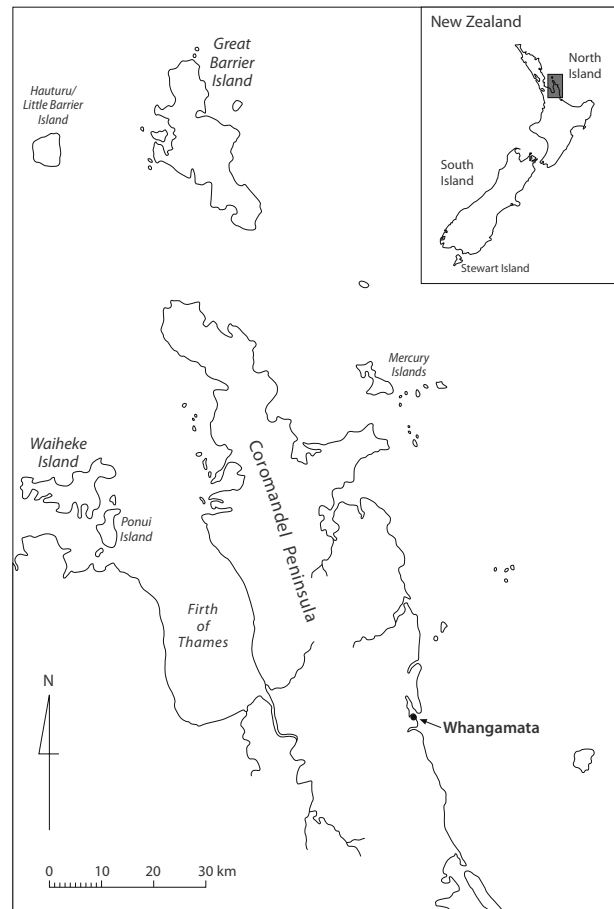 New Zealand
North
Island
South
Island
Stewart Island
Great
Barrier
Island
Hauturu/
Little Barrier
Island
Mercury
Islands
Waiheke
Island
Ponui
Island
Coromandel Peninsula
Firth
of
Thames
N
Whangamata
0 10 20 30 km